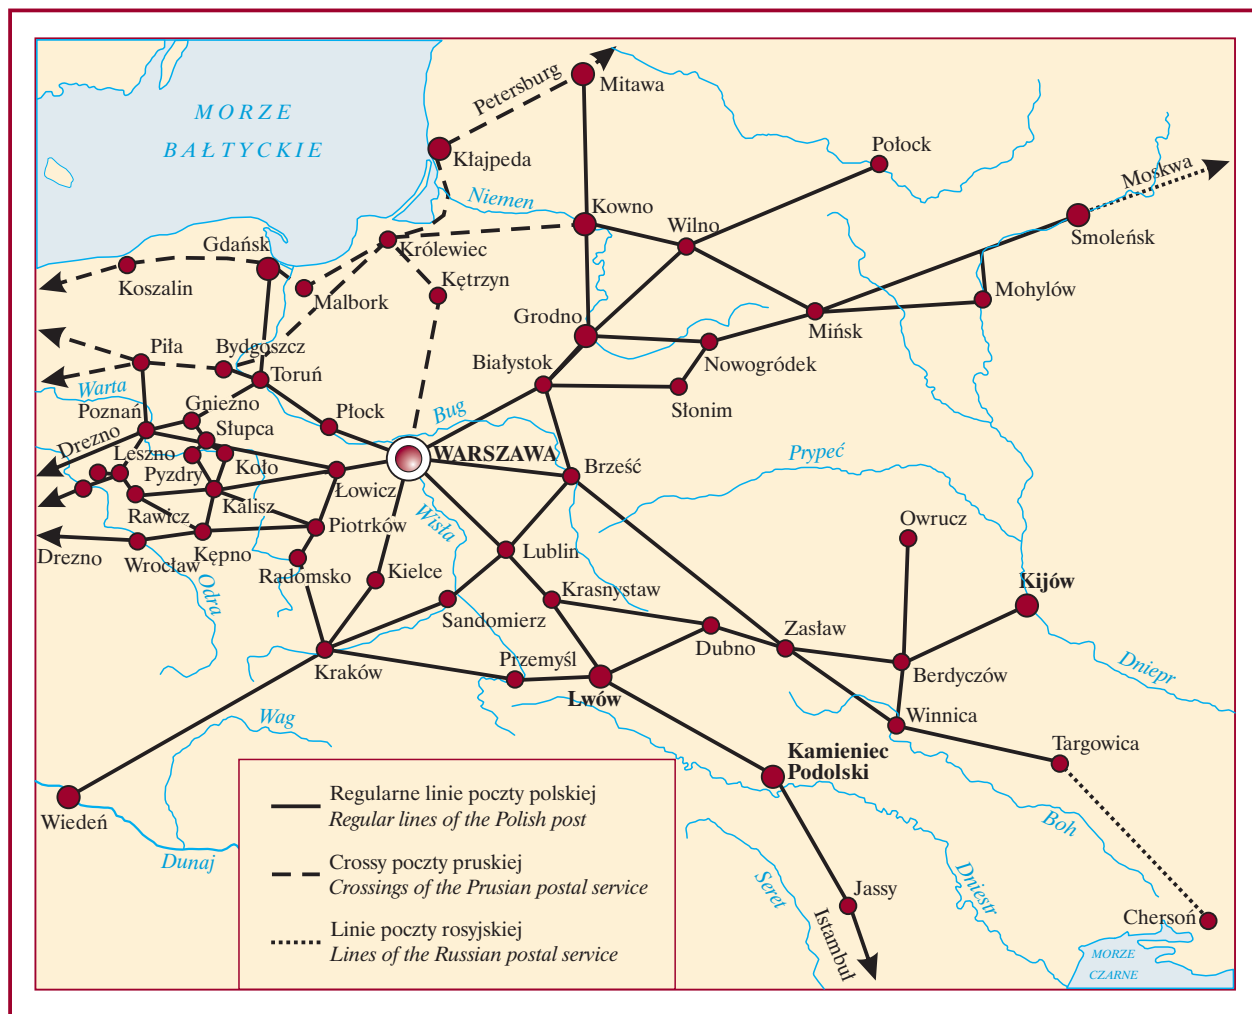 Petersburg
Mitawa
MORZE
BAŁTYCKIE
Połock
Kłajpeda
Moskwa
Niemen
Kowno
Wilno
Smoleńsk
Gdańsk
Królewiec
Koszalin
Malbork
Kętrzyn
Mohylów
Grodno
Mińsk
Piła
Bydgoszcz
Białystok
Nowogródek
Warta
Toruń
Słonim
Poznań
Gniezno
Płock
Bug
Drezno
Słupca
WARSZAWA
Leszno
Pyzdry
Koło
Łowicz
Brześć
Prypeć
Rawicz
Kalisz
Wisła
Piotrków
Owrucz
Drezno
Wrocław
Kępno
Radomsko
Kielce
Lublin
Odra
Krasnystaw
Kijów
Sandomierz
Zasław
Dubno
Kraków
Przemyśl
Berdyczów
Dniepr
Lwów
Wag
Winnica
Targowica
Kamieniec
Podolski
Wiedeń
Dunaj
Boh
Regularne linie poczty polskiej
Regular lines of the Polish post
Crossy poczty pruskiej
Crossings of the Prusian postal service
Linie poczty rosyjskiej
Lines of the Russian postal service
Seret
Dniestr
Jassy
Istambuł
Chersoń
MORZE
CZARNE